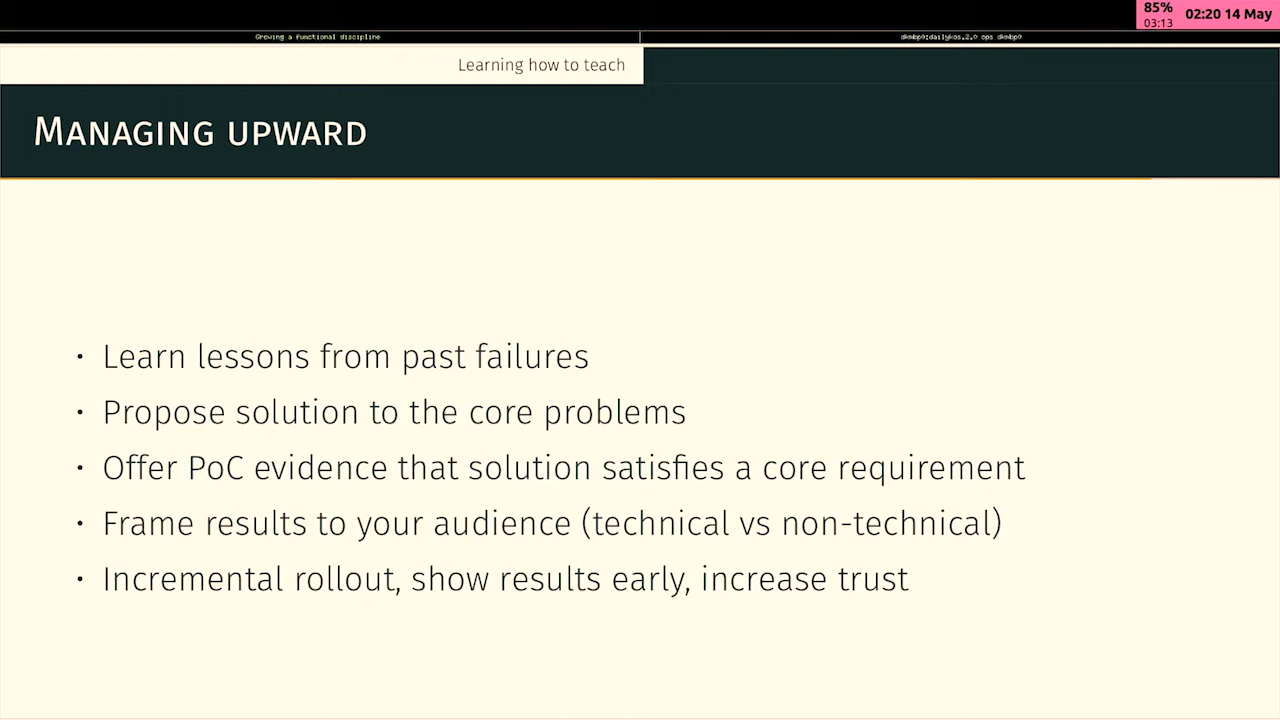 85%
03:13
02:20 14 May
Growing a functional discipline
Learning how to teach
Managing upward
• Learn lessons from past failures
• Propose solution to the core problems
• Offer PoC evidence that solution satisfies a core requirement
• Frame results to your audience (technical vs non-technical)
• Incremental rollout, show results early, increase trust